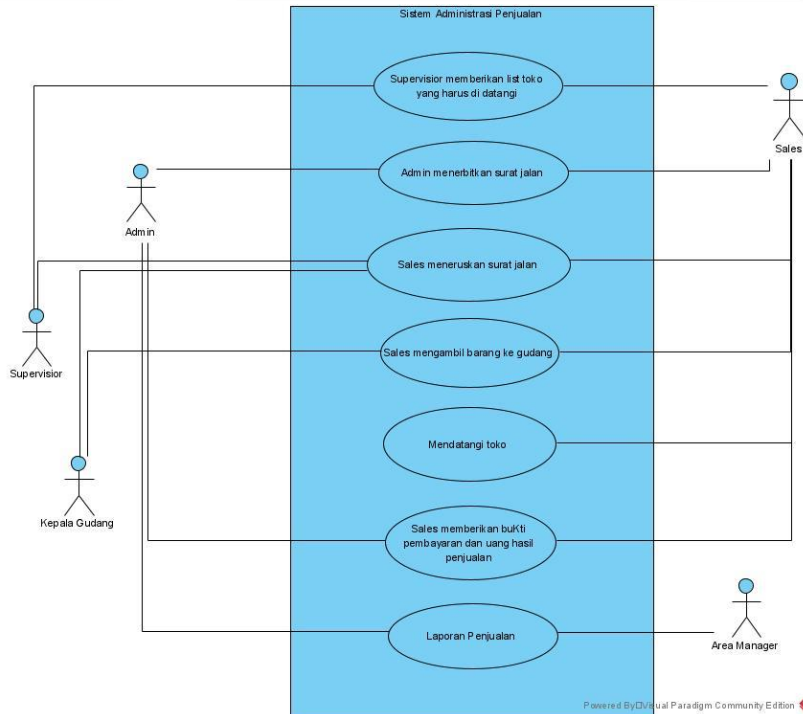 Sistem Administrasi Penjualan
Supervisior memberikan list toko
yang harus di datangi
Sales
Admin menerbitkan surat jalan
Admin
Sales meneruskan surat jalan
Supervisior
Sales mengambil barang ke gudang
Mendatangi toko
Kepala Gudang
Sales memberikan buKti
pembayaran dan uang hasil
penjualan
Laporan Penjualan
Area Manager
Powered By□Visual Paradigm Community Edition